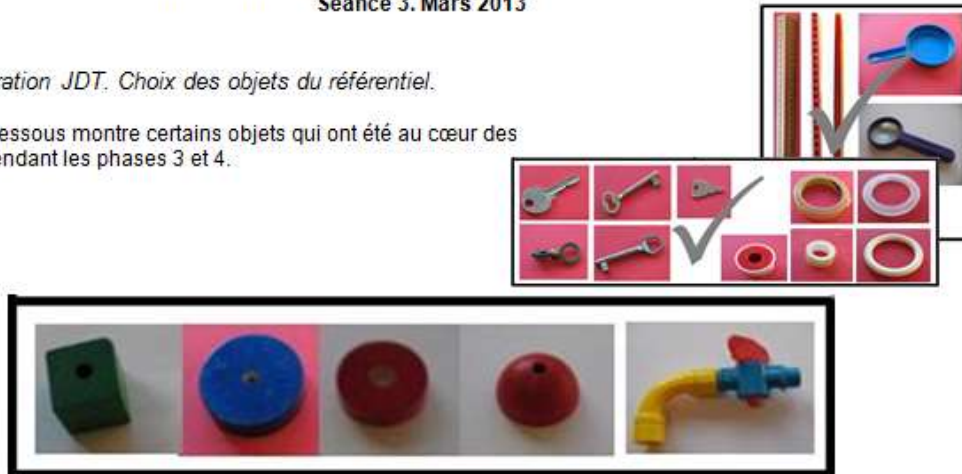 Séance 3. Mars 2013
ration JDT. Choix des objets du référentiel.
essous montre certains objets qui ont été au cœur des
endant les phases 3 et 4.